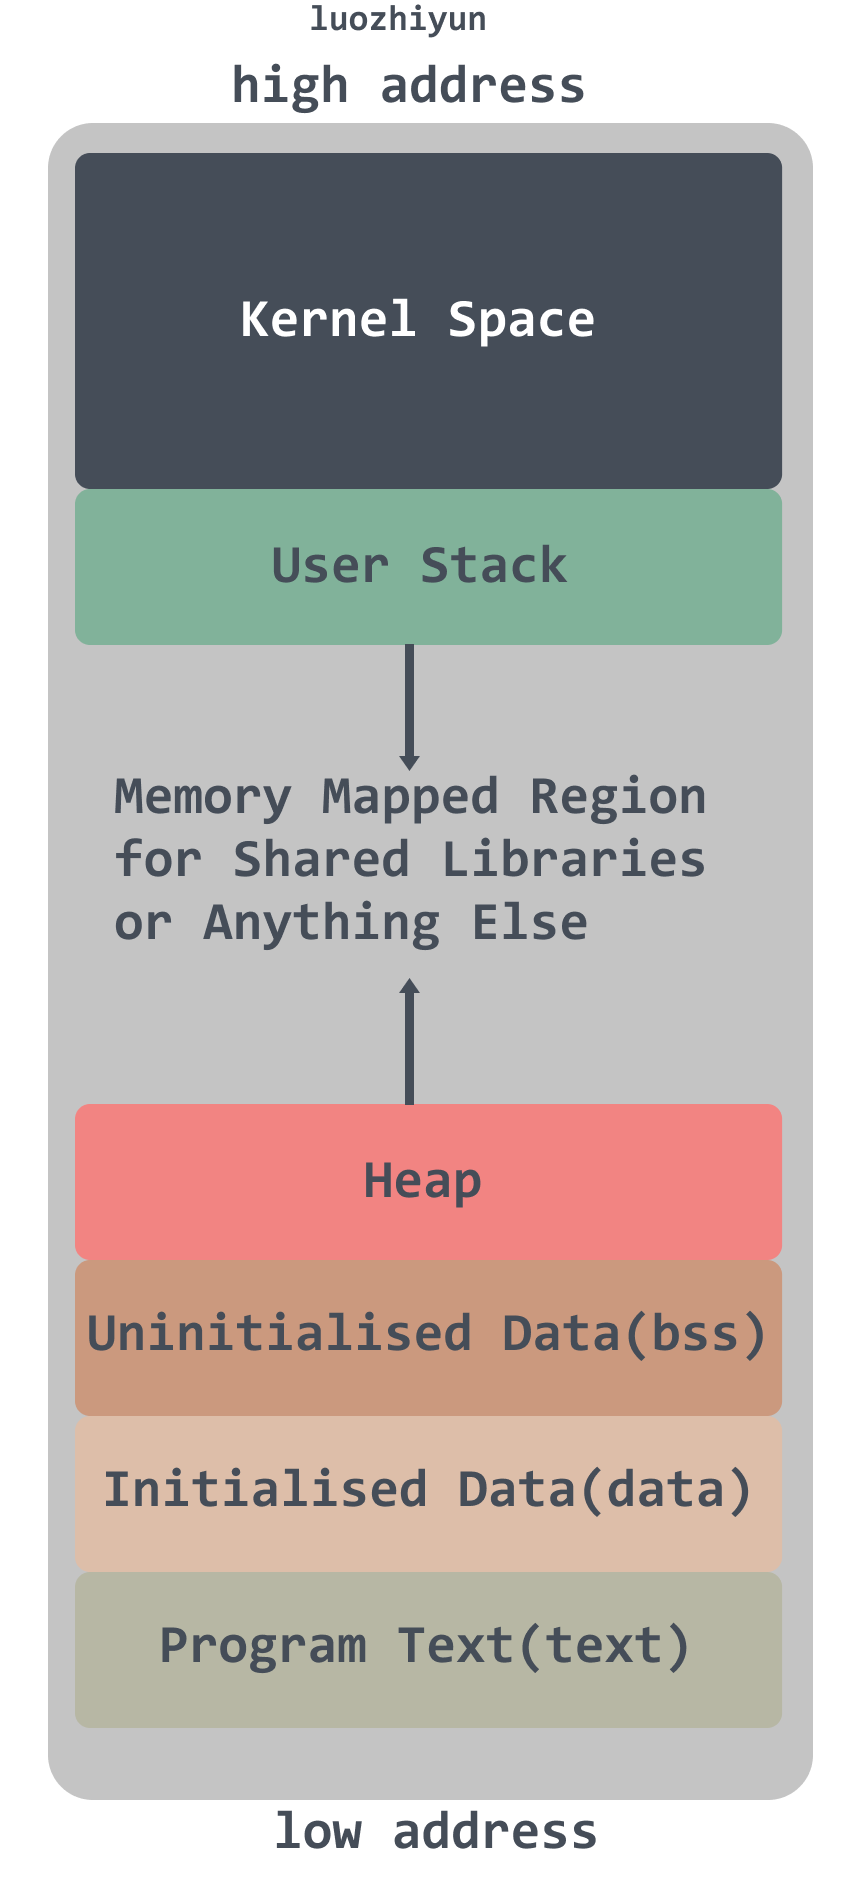 luozhiyun
high address
Kernel Space
User Stack
Memory Mapped Region
for Shared Libraries
or Anything Else
Heap
Uninitialised Data(bss)
Initialised Data(data)
Program Text(text)
low address